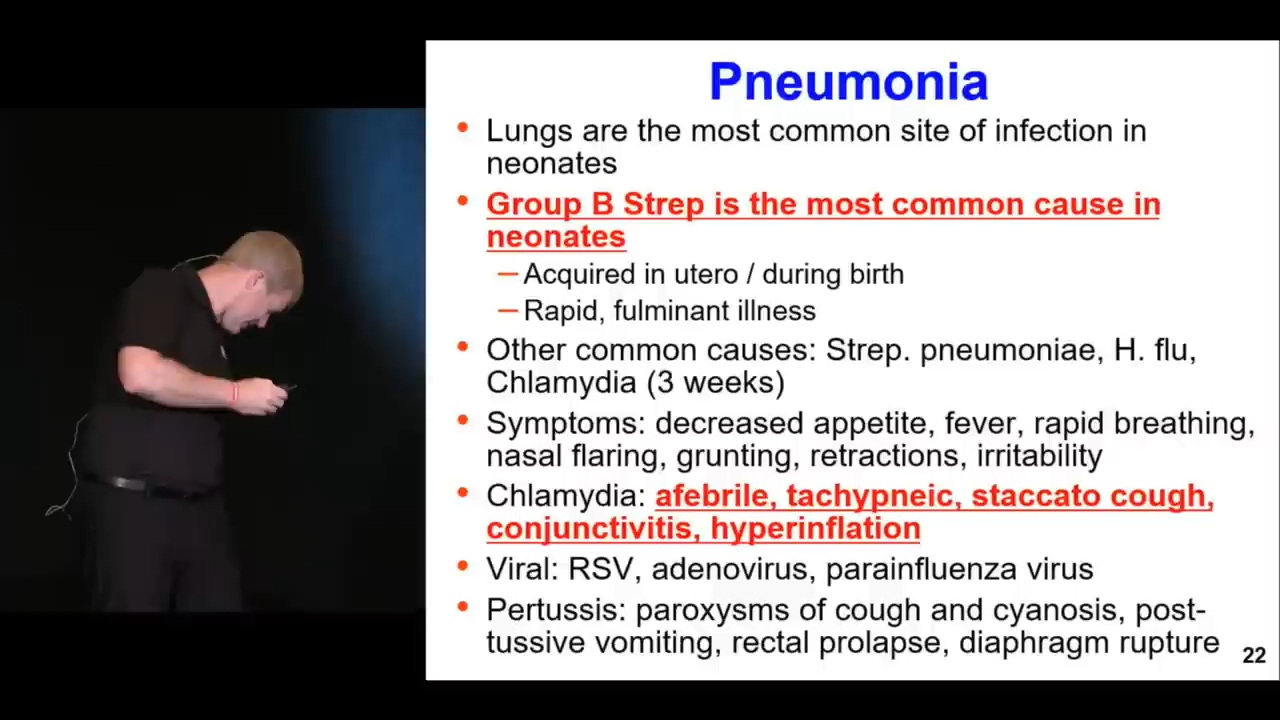 Pneumonia
• Lungs are the most common site of infection in
neonates
• Group B Strep is the most common cause in
neonates
– Acquired in utero / during birth
– Rapid, fulminant illness
• Other common causes: Strep. pneumoniae, H. flu,
Chlamydia (3 weeks)
• Symptoms: decreased appetite, fever, rapid breathing,
nasal flaring, grunting, retractions, irritability
• Chlamydia: afebrile, tachypneic, staccato cough,
conjunctivitis, hyperinflation
• Viral: RSV, adenovirus, parainfluenza virus
• Pertussis: paroxysms of cough and cyanosis, post-
tussive vomiting, rectal prolapse, diaphragm rupture
22